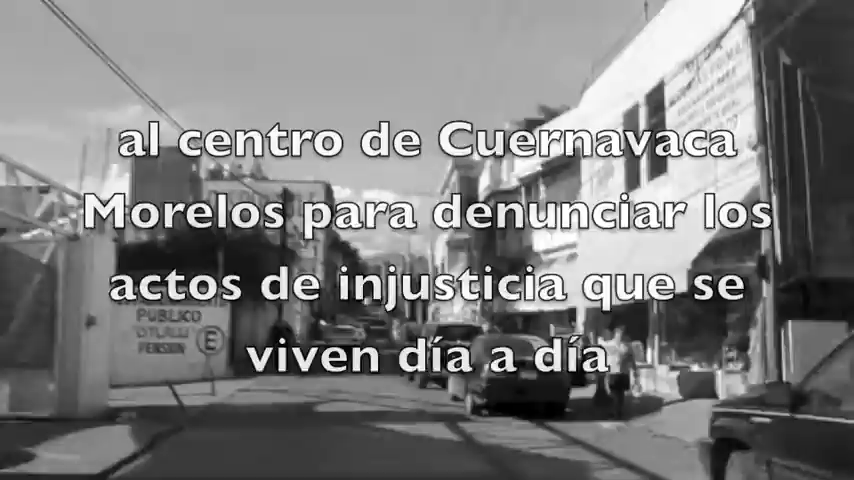 al centro de Cuernavaca
Morelos para denunciar los
actos de injusticia que se
viven día a día
PUBLICO
PENSION
E